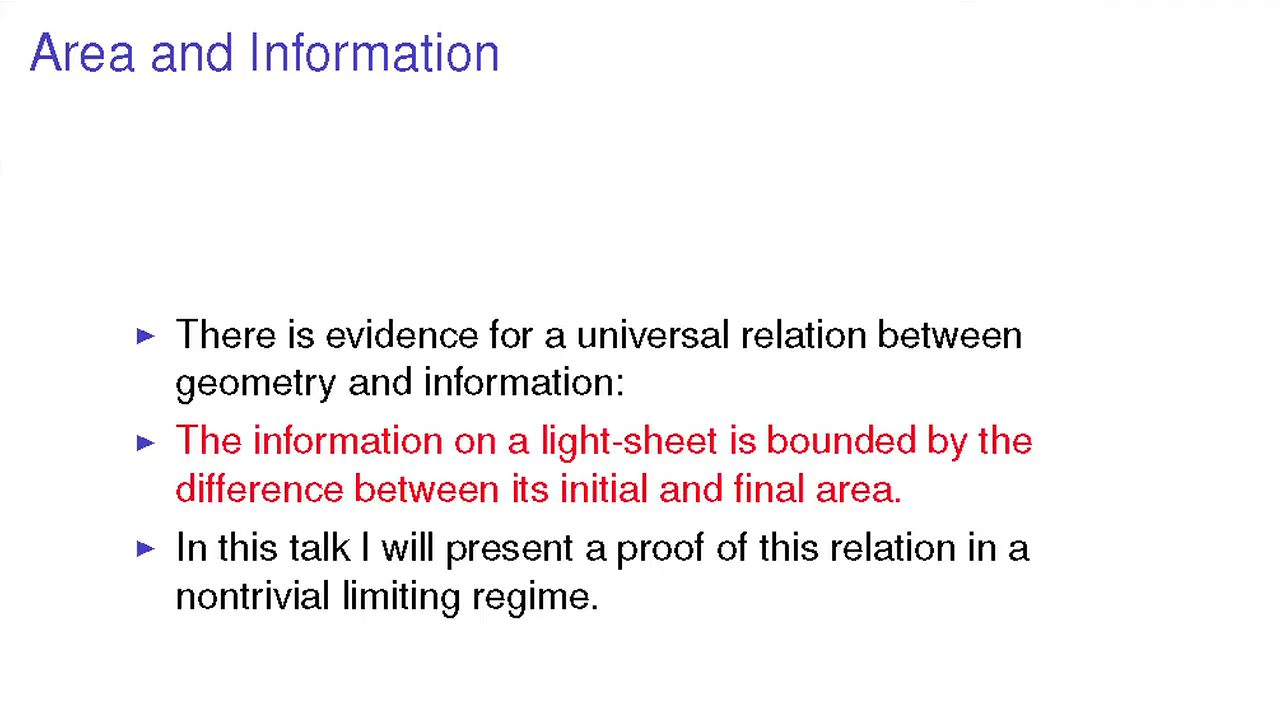 Area and Information
▶ There is evidence for a universal relation between
geometry and information:
▶ The information on a light-sheet is bounded by the
difference between its initial and final area.
▶ In this talk I will present a proof of this relation in a
nontrivial limiting regime.